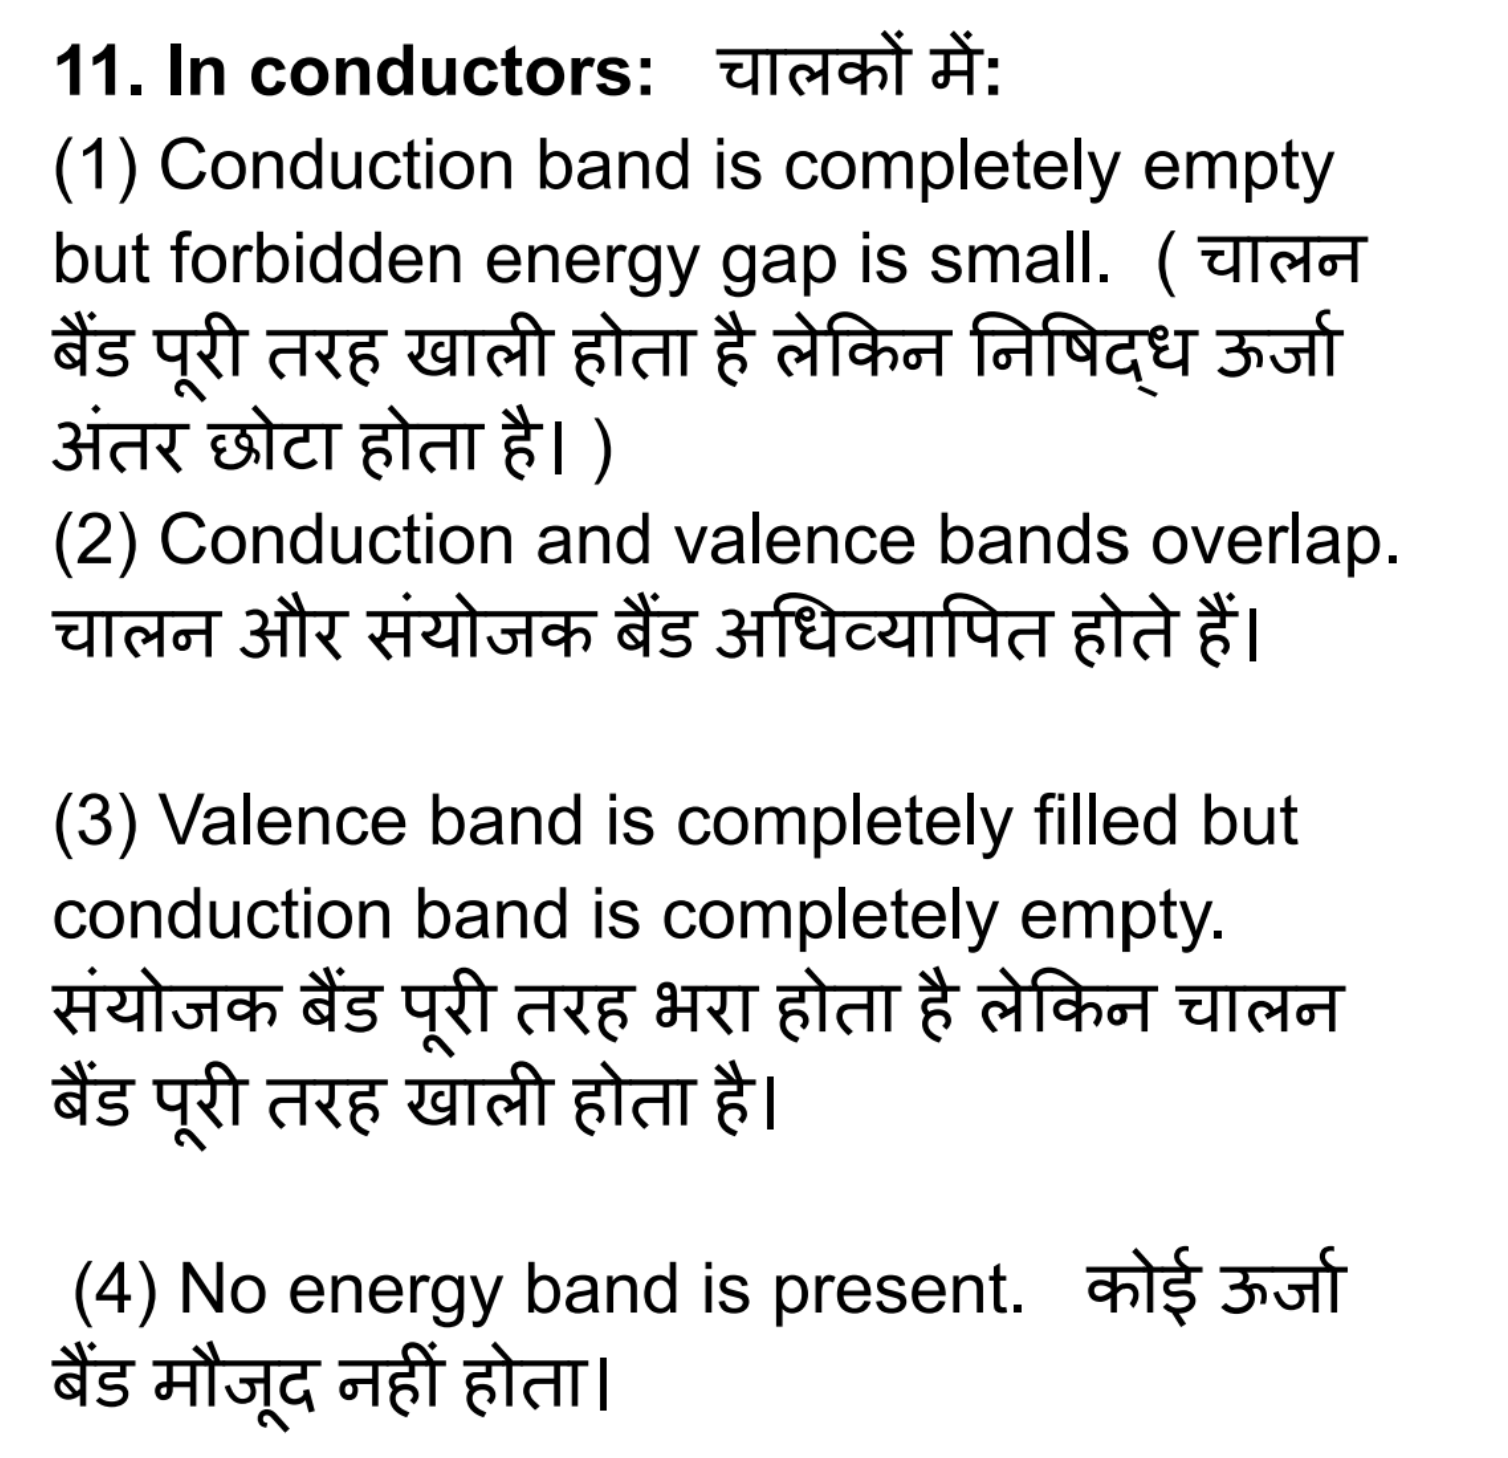 11. In conductors: चालकों में:
(1) Conduction band is completely empty
but forbidden energy gap is small. ( चालन
बैंड पूरी तरह खाली होता है लेकिन निषिद्ध ऊर्जा
अंतर छोटा होता है। )
(2) Conduction and valence bands overlap.
चालन और संयोजक बैंड अधिव्यापित होते हैं।
(3) Valence band is completely filled but
conduction band is completely empty.
संयोजक बैंड पूरी तरह भरा होता है लेकिन चालन
बैंड पूरी तरह खाली होता है।
(4) No energy band is present. कोई ऊर्जा
बैंड मौजूद नहीं होता।